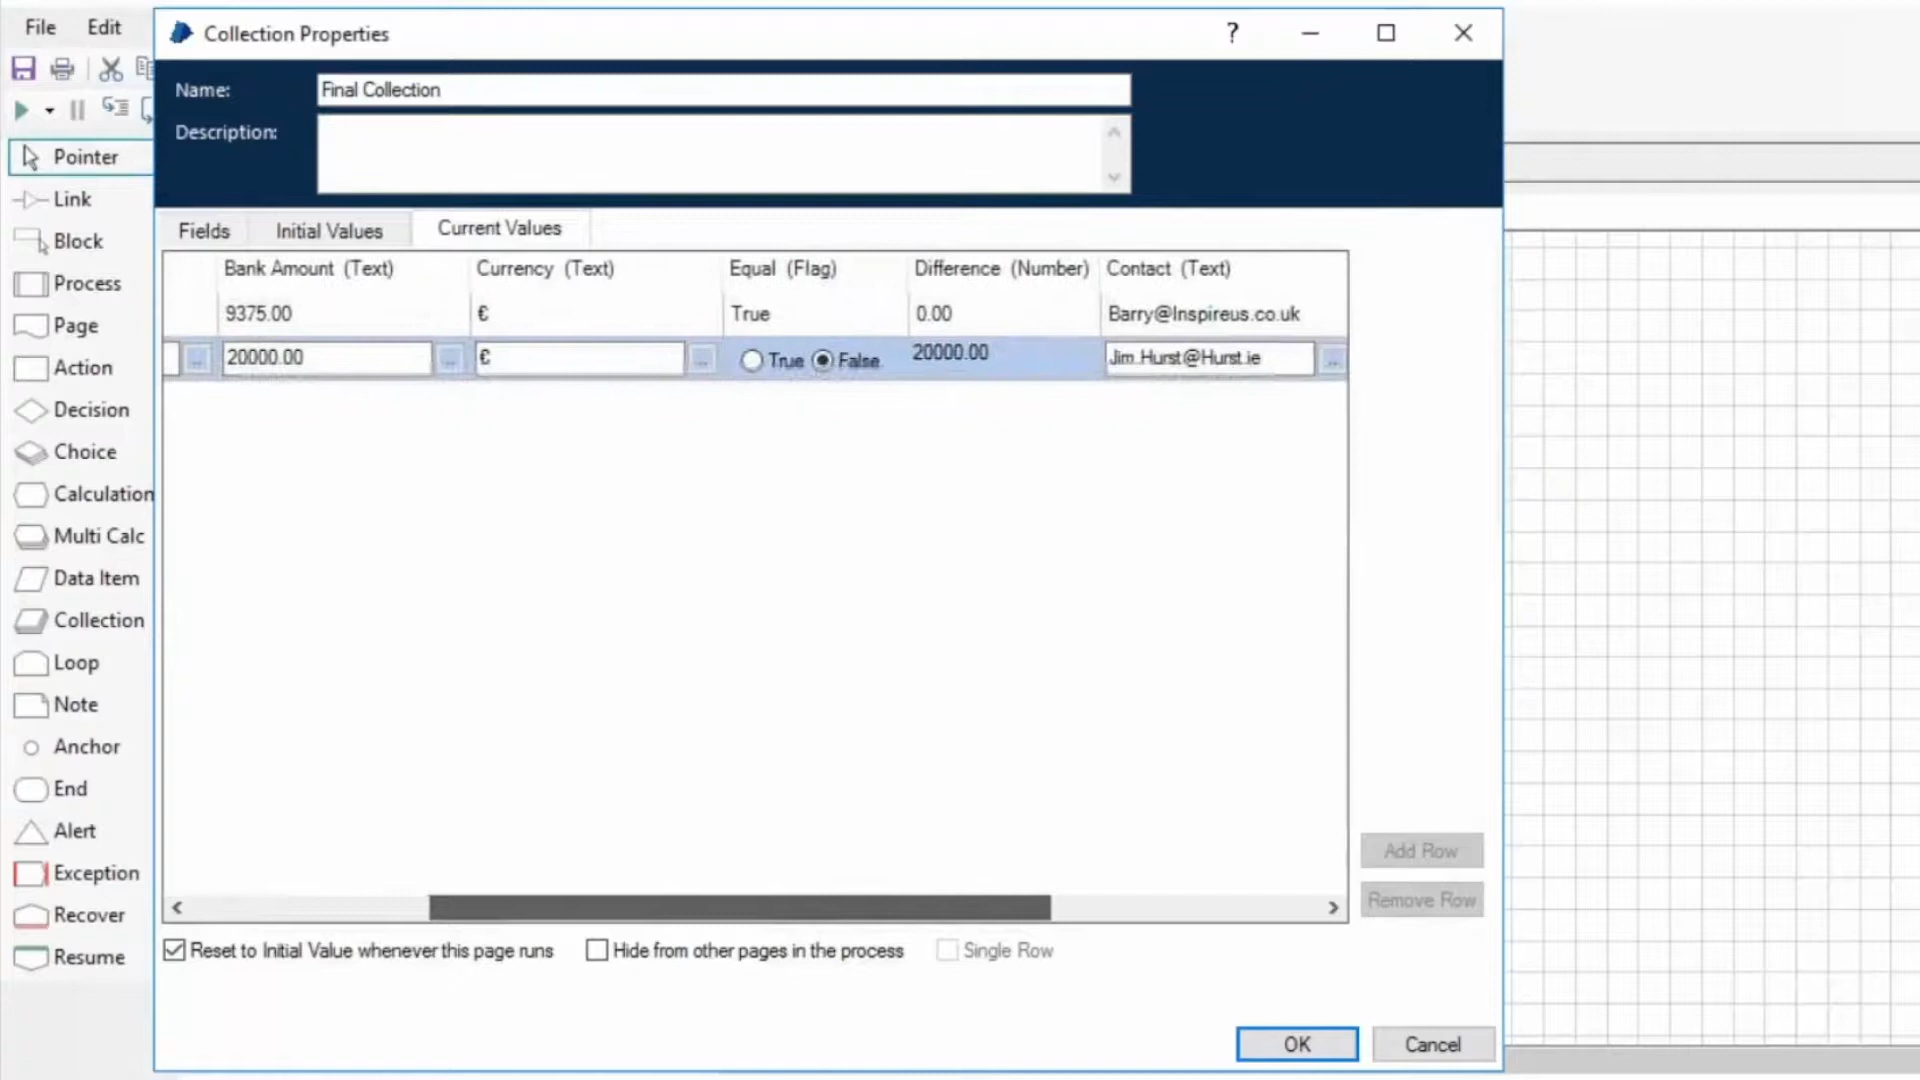 File Edit
Collection Properties ?
Name: Final Collection
Description:
Pointer
Link
Block
Process
Page
Action
Decision
Choice
Calculation
Multi Calc
Data Item
Collection
Loop
Note
Anchor
End
Alert
Exception
Recover
Resume
Fields Initial Values Current Values
Bank Amount (Text) Currency (Text) Equal (Flag) Difference (Number) Contact (Text)
9375.00 € True 0.00 Barry@Inspireus.co.uk
... 20000.00 ... € ... True False 20000.00 Jim.Hurst@Hurst.ie ...
Add Row
Remove Row
Reset to Initial Value whenever this page runs Hide from other pages in the process Single Row
OK Cancel